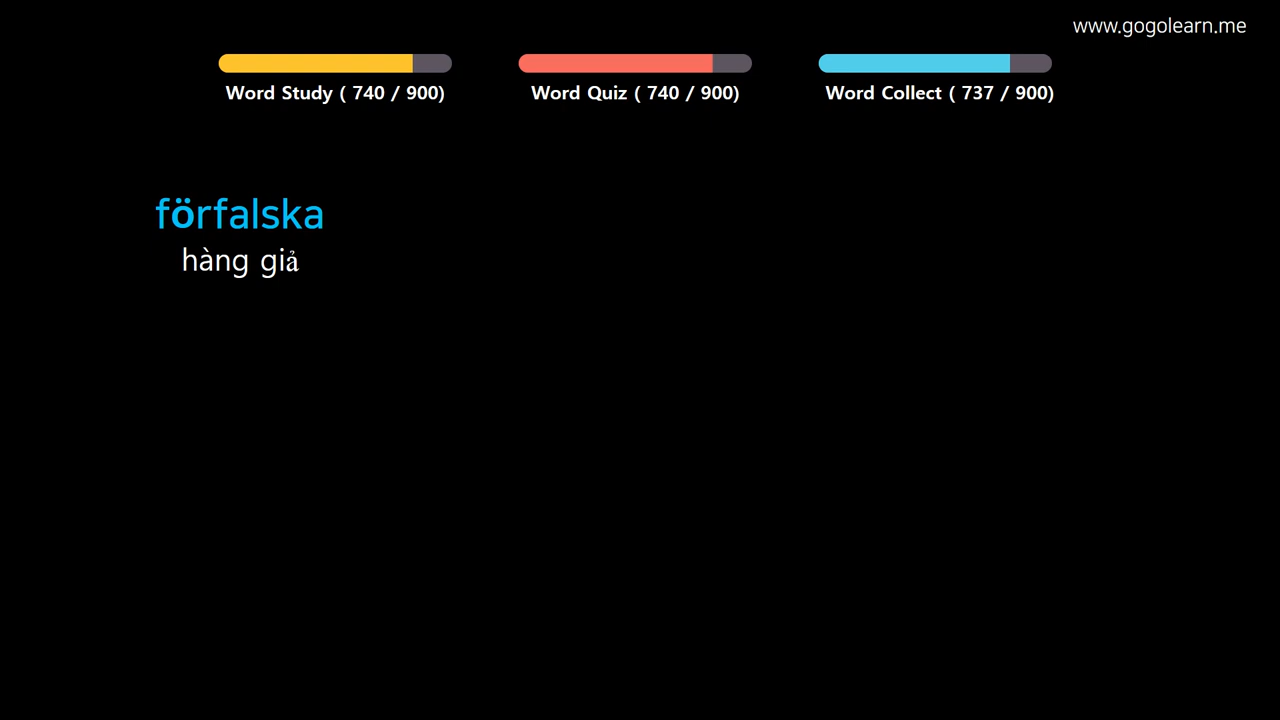 www.gogolearn.me
Word Study ( 740 / 900)
Word Quiz ( 740 / 900)
Word Collect ( 737 / 900)
förfalska
hàng giả